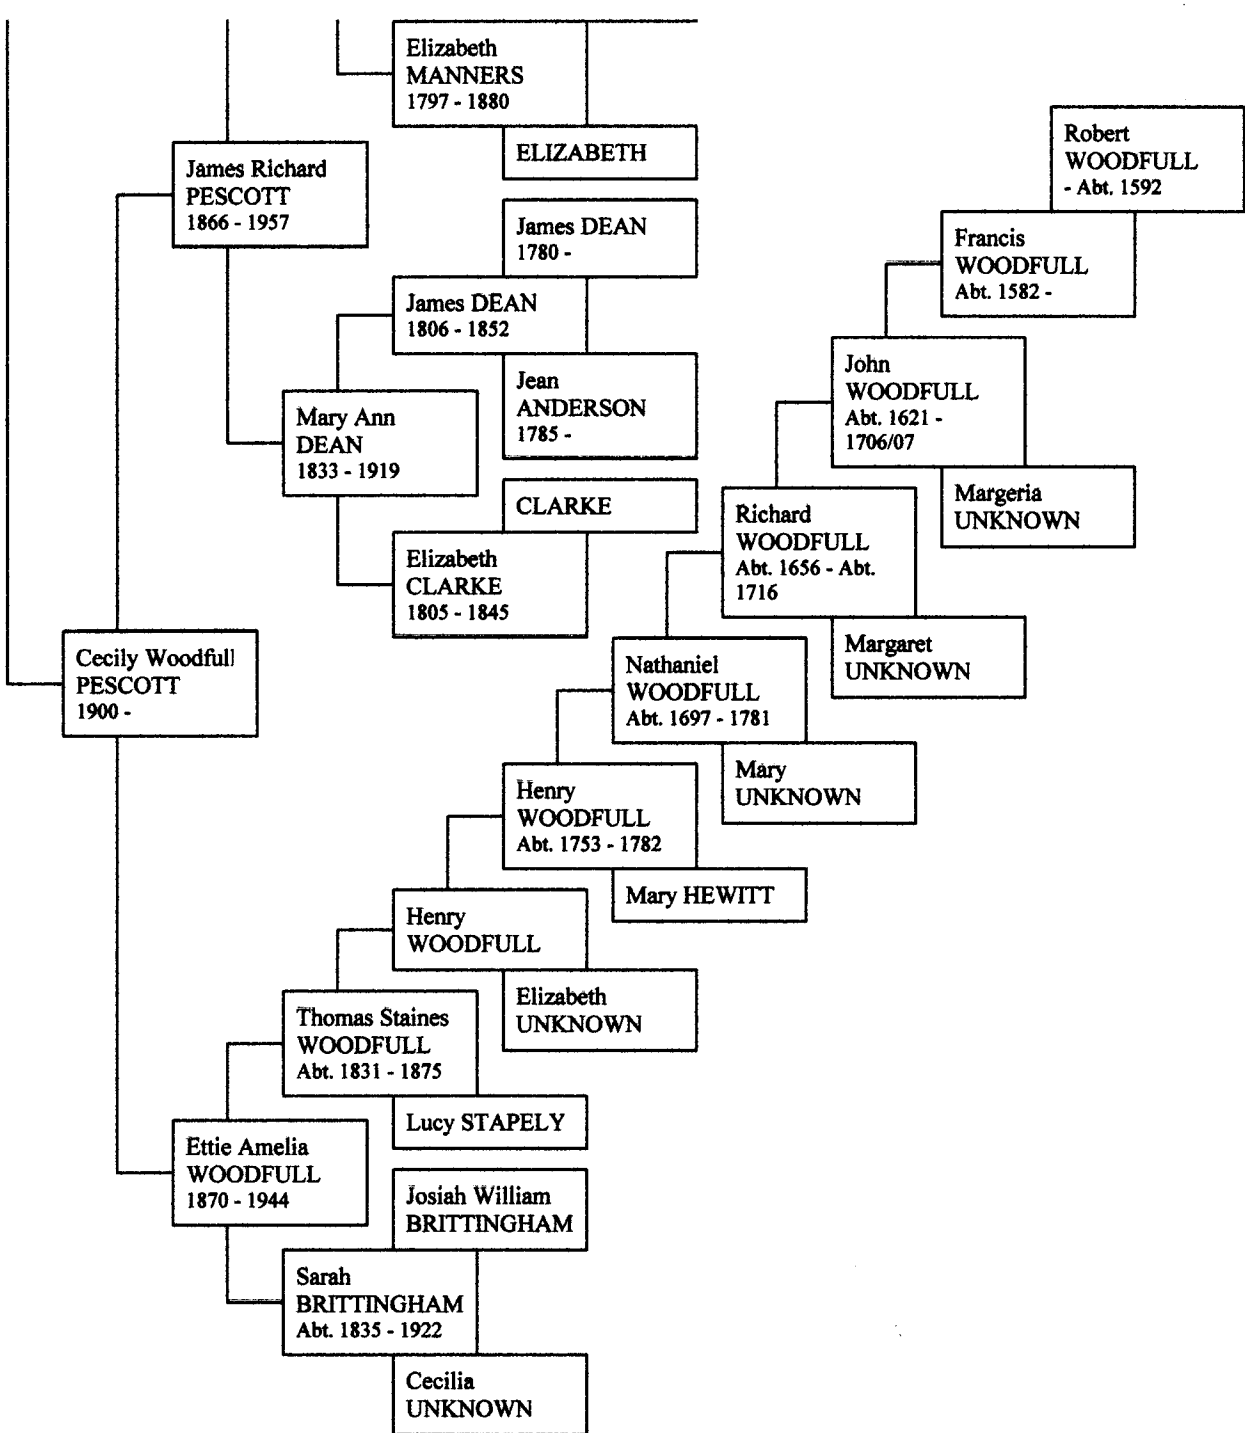 Elizabeth
MANNERS
1797 - 1880
ELIZABETH
James Richard
PESCOTT
1866 - 1957
James DEAN
1780 -
James DEAN
1806 - 1852
Jean
ANDERSON
1785 -
Mary Ann
DEAN
1833 - 1919
CLARKE
Elizabeth
CLARKE
1805 - 1845
Cecily Woodfull
PESCOTT
1900 -
Robert
WOODFULL
- Abt. 1592
Francis
WOODFULL
Abt. 1582 -
John
WOODFULL
Abt. 1621 -
1706/07
Margeria
UNKNOWN
Richard
WOODFULL
Abt. 1656 - Abt.
1716
Margaret
UNKNOWN
Nathaniel
WOODFULL
Abt. 1697 - 1781
Mary
UNKNOWN
Henry
WOODFULL
Abt. 1753 - 1782
Mary HEWITT
Henry
WOODFULL
Elizabeth
UNKNOWN
Thomas Staines
WOODFULL
Abt. 1831 - 1875
Lucy STAPELY
Ettie Amelia
WOODFULL
1870 - 1944
Josiah William
BRITTINGHAM
Sarah
BRITTINGHAM
Abt. 1835 - 1922
Cecilia
UNKNOWN